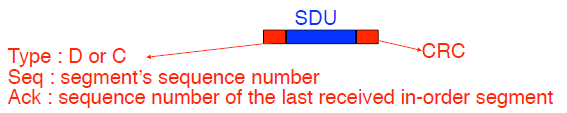 SDU
CRC
Type : D or C
Seq : segment's sequence number
Ack : sequence number of the last received in-order segment